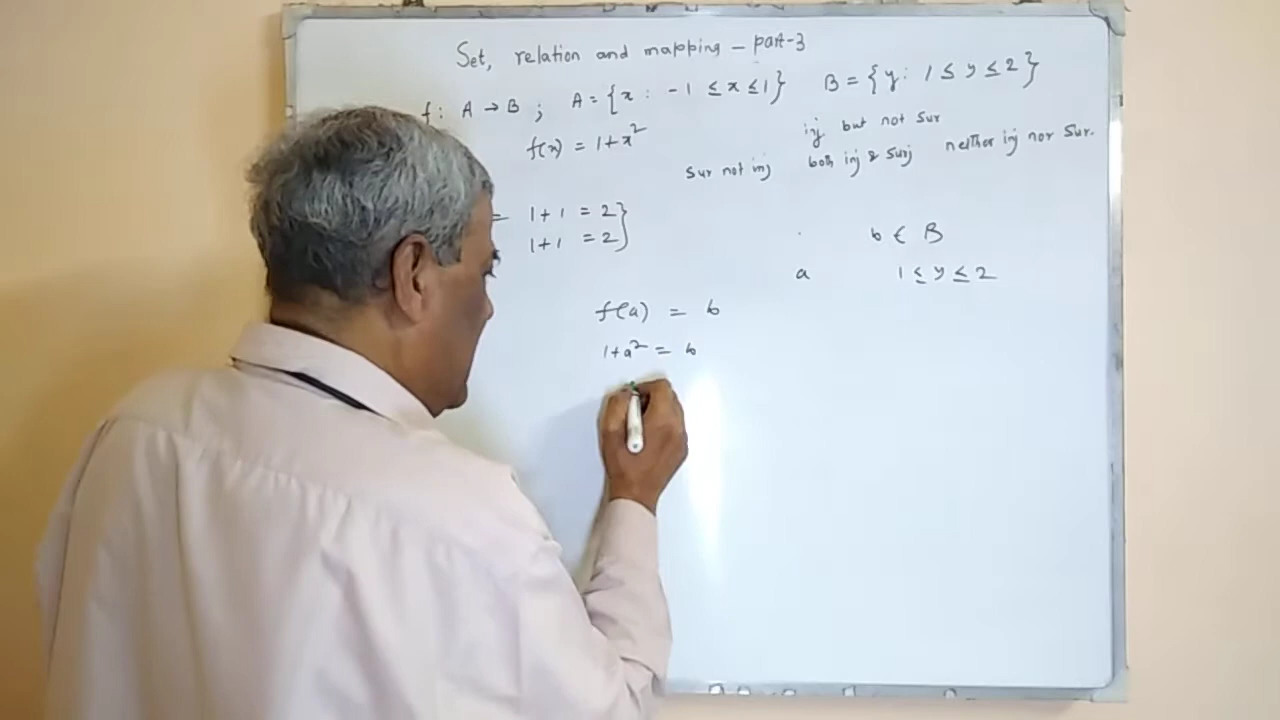 Set, relation and mapping – part-3
f: A → B ; A = {x : -1 ≤ x ≤ 1} B = {y : 1 ≤ y ≤ 2}
f(x) = 1+x²
inj but not sur
sur not inj both inj & surj neither inj nor sur.
= 1+1 = 2}
1+1 = 2}
b ∈ B
a 1 ≤ y ≤ 2
f(a) = b
1+a² = b